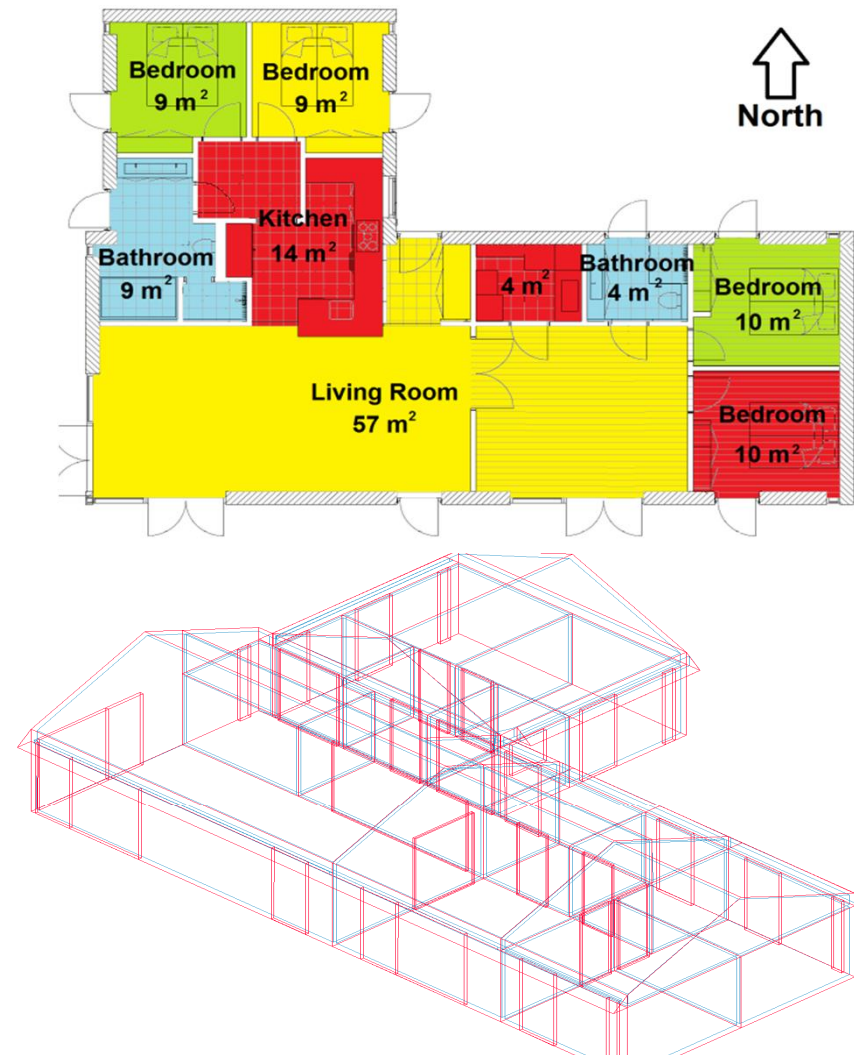 Bedroom
9 m²
Bedroom
9 m²
North
Kitchen
14 m²
Bathroom
9 m²
4 m²
Bathroom
4 m²
Bedroom
10 m²
Living Room
57 m²
Bedroom
10 m²